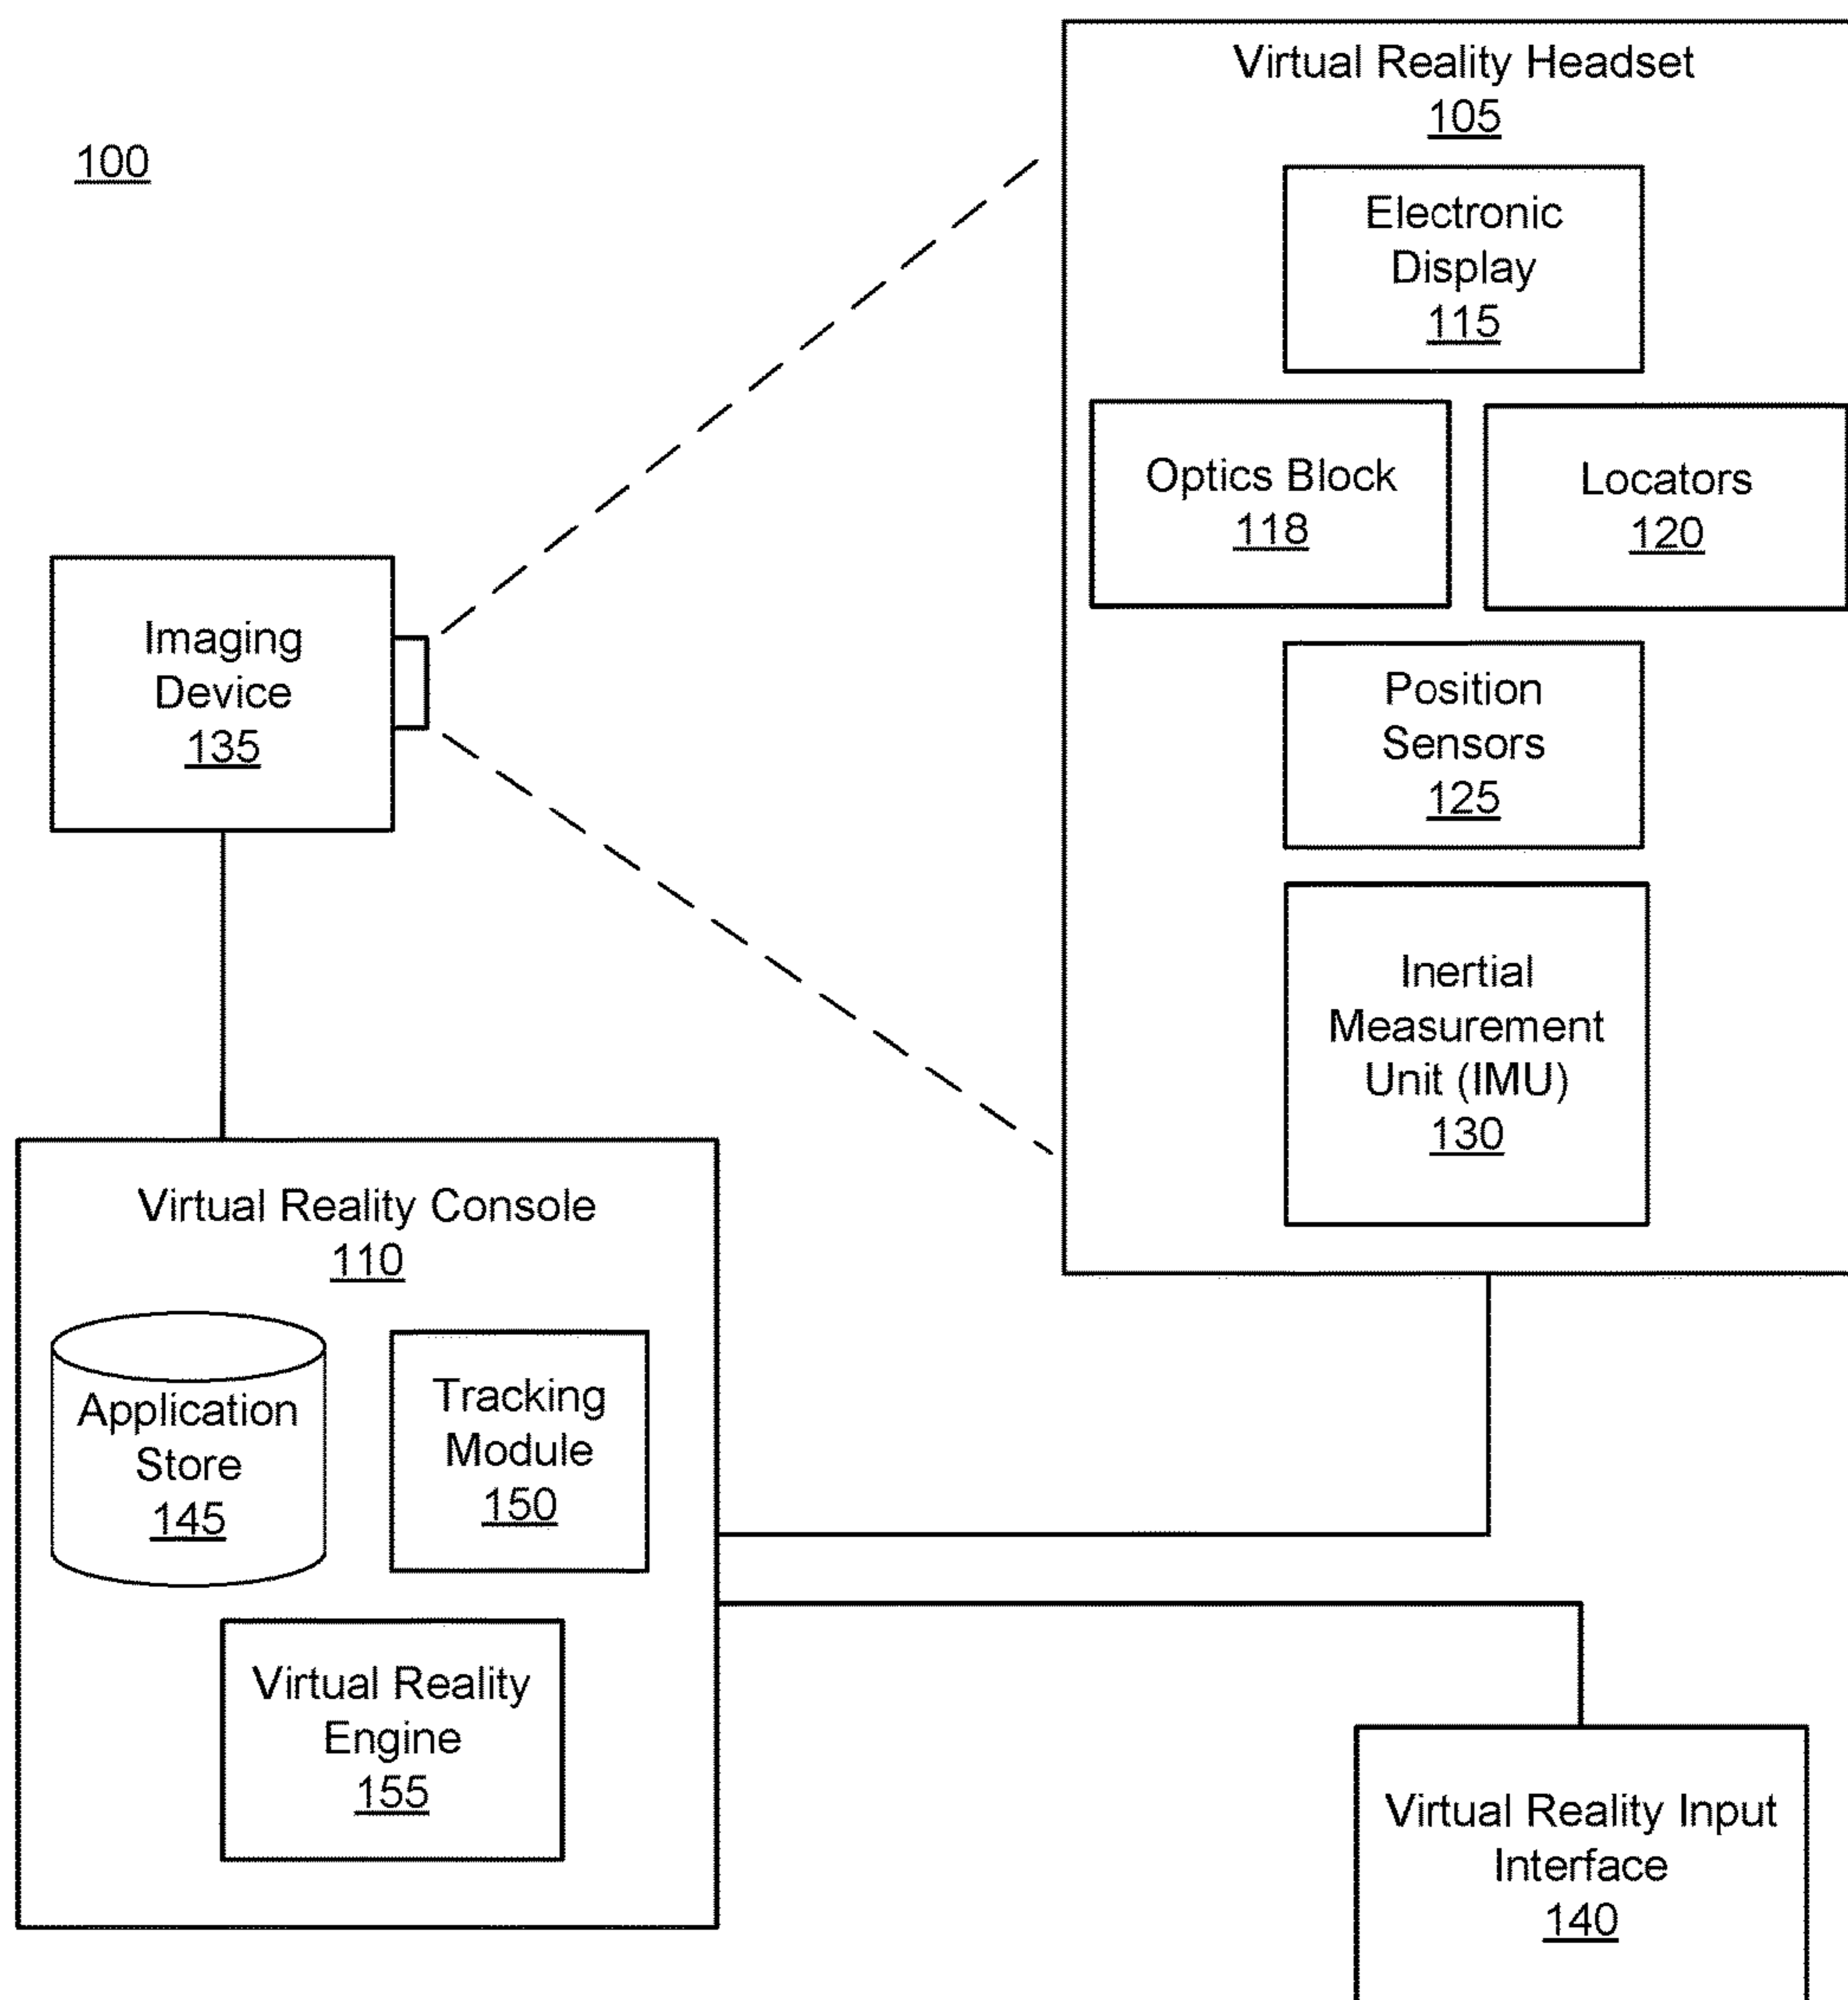 100
Virtual Reality Headset
105
Electronic
Display
115
Optics Block
118
Locators
120
Position
Sensors
125
Inertial
Measurement
Unit (IMU)
130
Imaging
Device
135
Virtual Reality Console
110
Application
Store
145
Tracking
Module
150
Virtual Reality
Engine
155
Virtual Reality Input
Interface
140